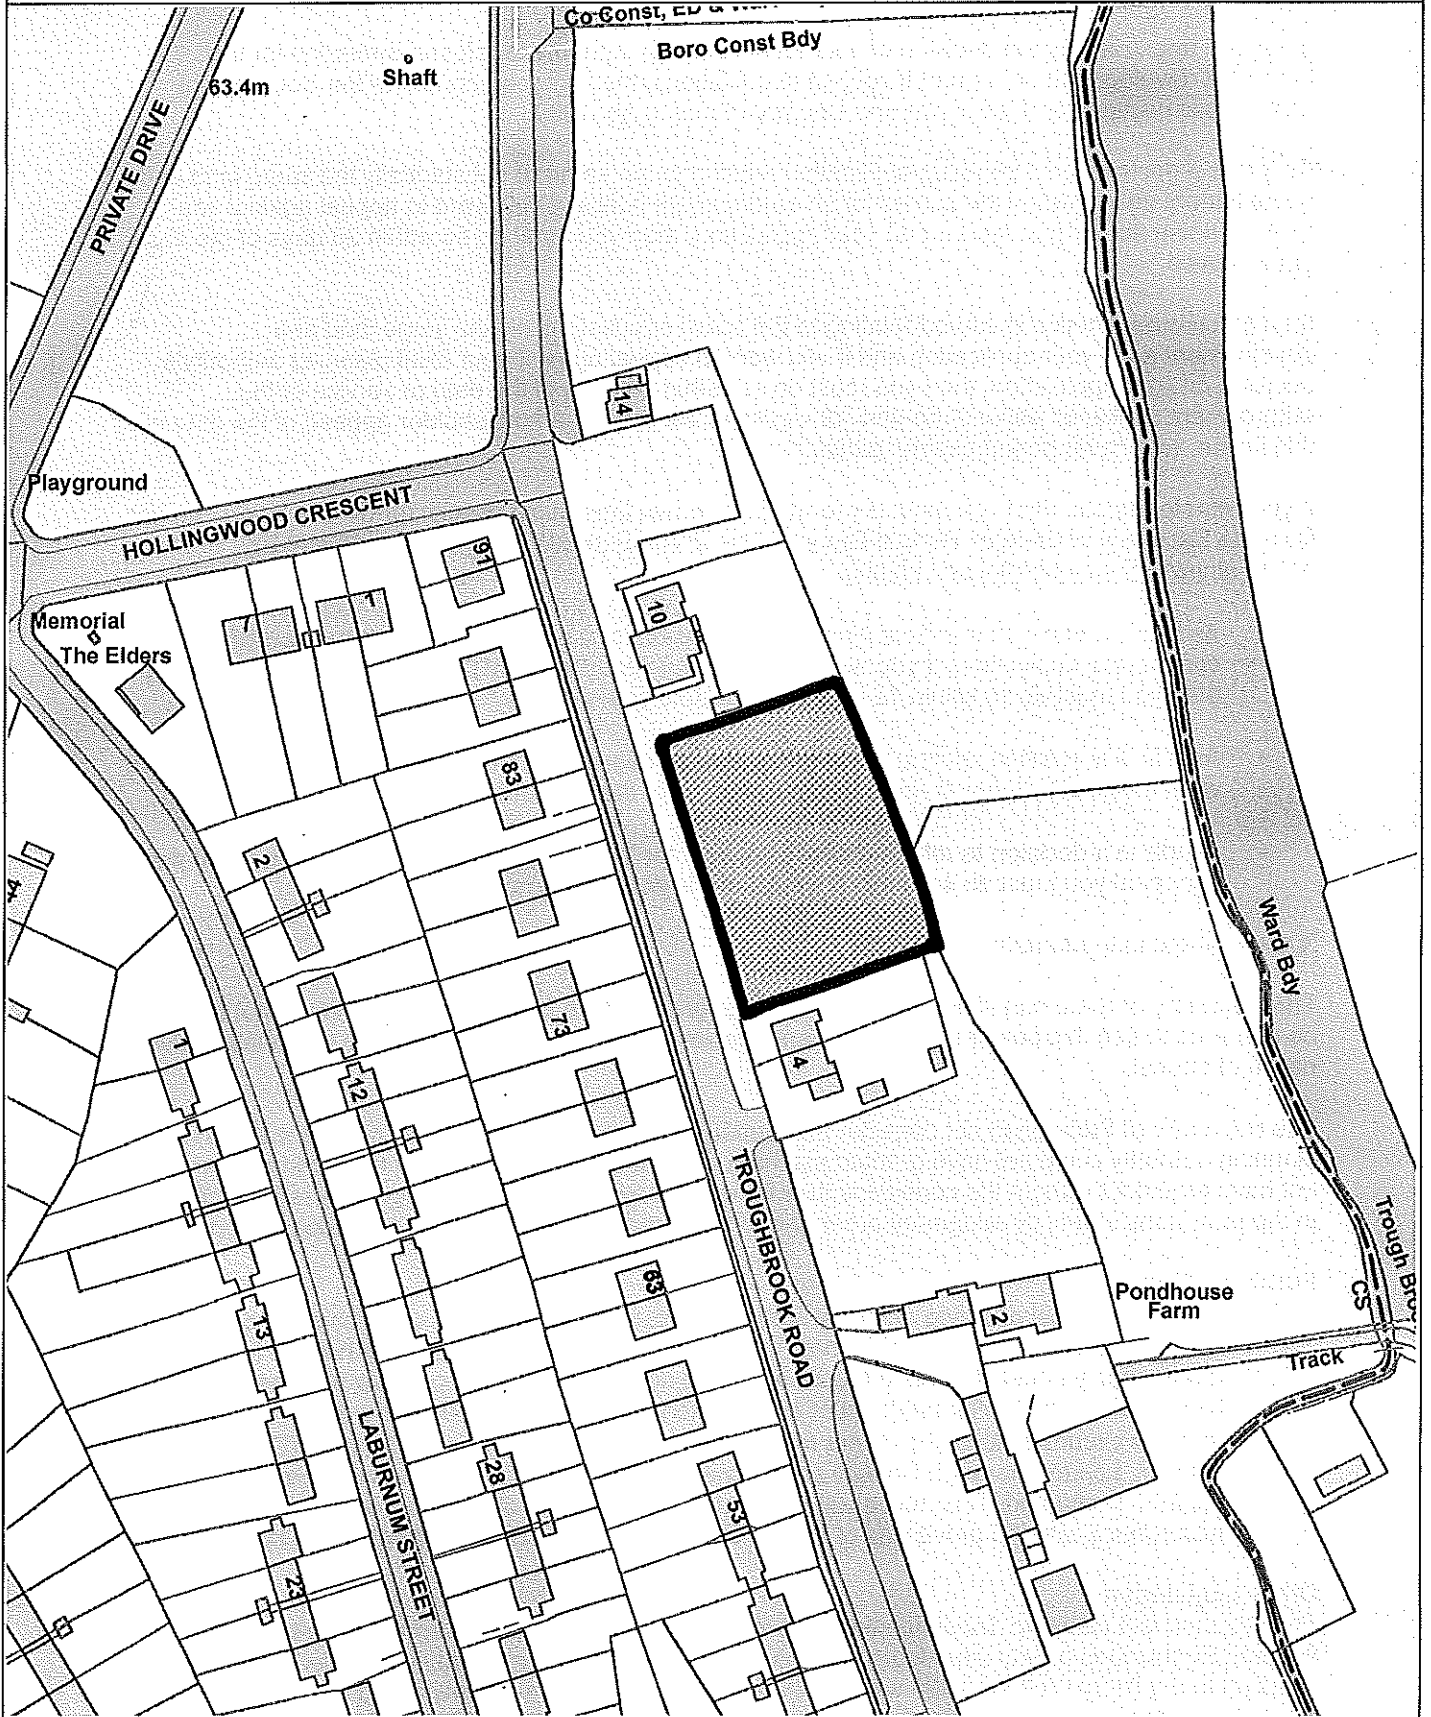 Co Const, ED &
Boro Const Bdy
Shaft
63.4m
PRIVATE DRIVE
14
Playground
HOLLINGWOOD CRESCENT
91
1
7
10
Memorial
The Elders
83
2
44
Ward Bdy
73
4
1
12
TROUGHBROOK ROAD
Trough
CS
63
Pondhouse
Farm
2
13
Track
LABURNUM STREET
28
53
23